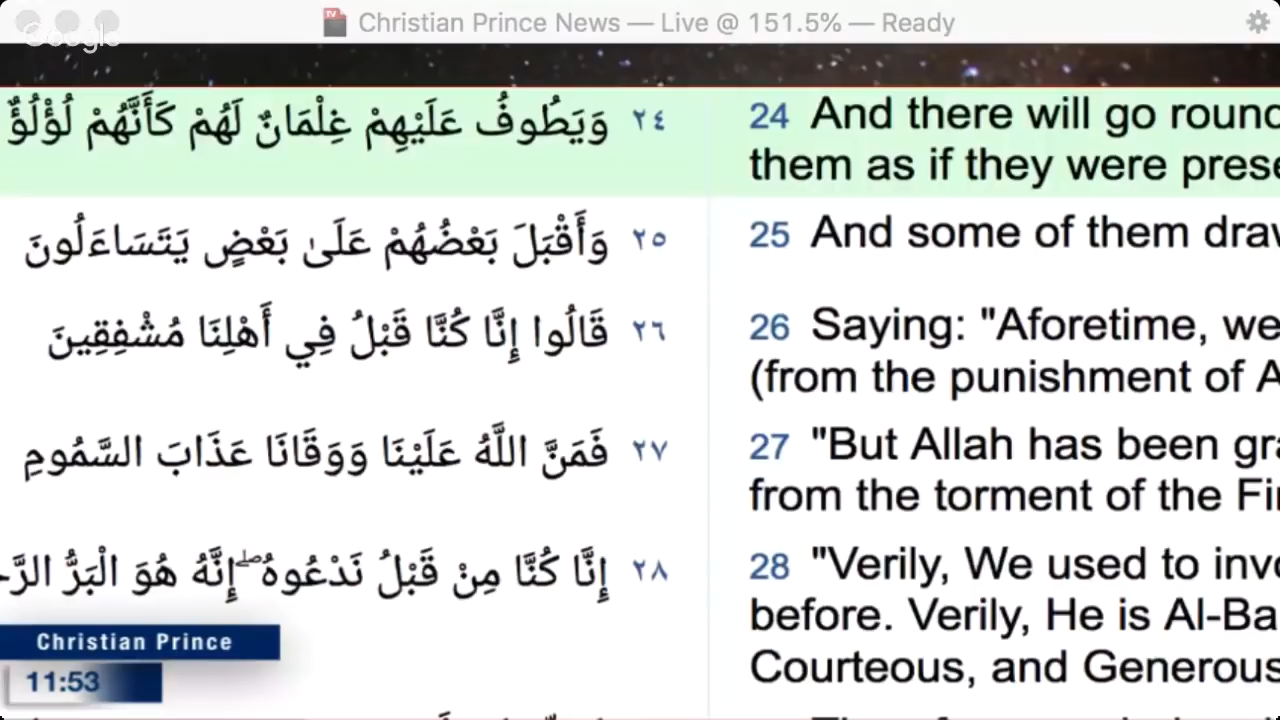 Christian Prince News — Live @ 151.5% — Ready
Google
وَيَطُوفُ عَلَيْهِمْ غِلْمَانٌ لَهُمْ كَأَنَّهُمْ لُؤْلُؤٌ ٢٤
24 And there will go round
them as if they were prese
وَأَقْبَلَ بَعْضُهُمْ عَلَىٰ بَعْضٍ يَتَسَاءَلُونَ ٢٥
25 And some of them draw
قَالُوا إِنَّا كُنَّا قَبْلُ فِي أَهْلِنَا مُشْفِقِينَ ٢٦
26 Saying: "Aforetime, we
(from the punishment of A
فَمَنَّ اللَّهُ عَلَيْنَا وَوَقَانَا عَذَابَ السَّمُومِ ٢٧
27 "But Allah has been gra
from the torment of the Fi
إِنَّا كُنَّا مِنْ قَبْلُ نَدْعُوهُ ۖ إِنَّهُ هُوَ الْبَرُّ ٢٨
28 "Verily, We used to invo
before. Verily, He is Al-Ba
Courteous, and Generous
Christian Prince
11:53